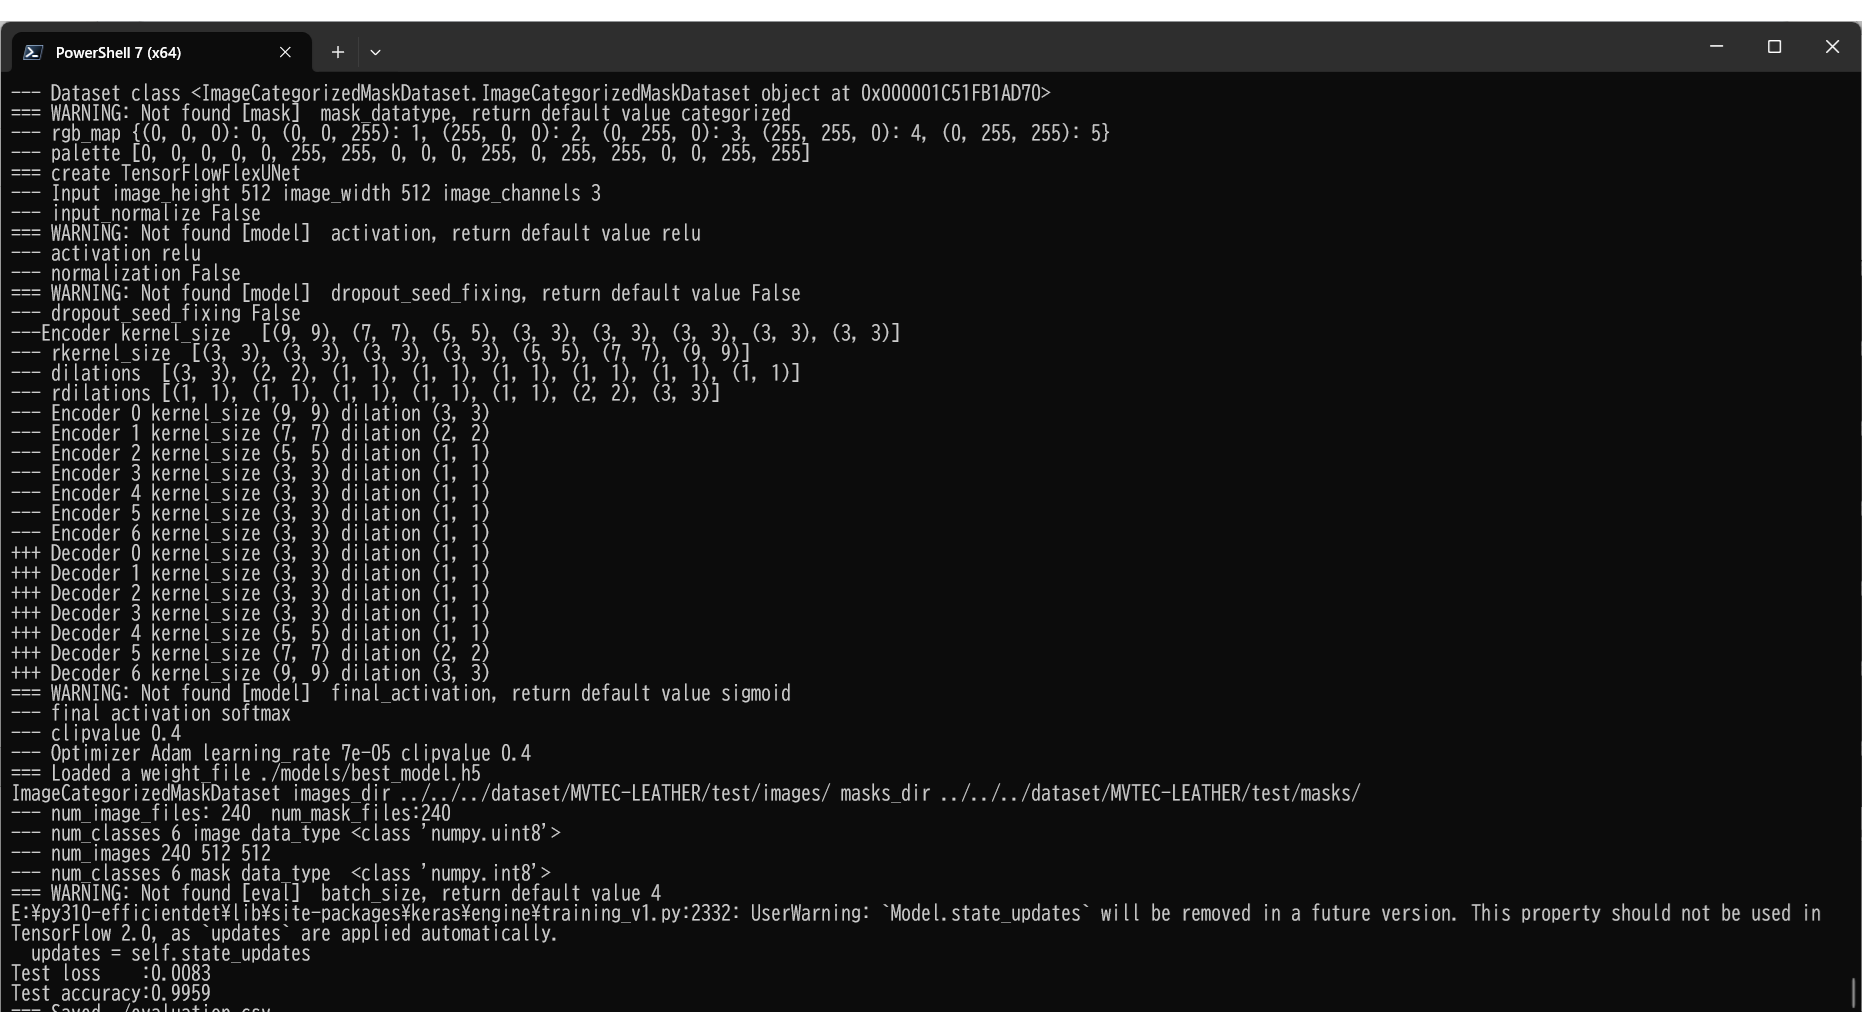 PowerShell 7 (x64)
--- Dataset class <ImageCategorizedMaskDataset.ImageCategorizedMaskDataset object at 0x000001C51FB1AD70>
=== WARNING: Not found [mask]  mask_datatype, return default value categorized
--- rgb_map {(0, 0, 0): 0, (0, 0, 255): 1, (255, 0, 0): 2, (0, 255, 0): 3, (255, 255, 0): 4, (0, 255, 255): 5}
--- palette [0, 0, 0, 0, 0, 255, 255, 0, 0, 0, 255, 0, 255, 255, 0, 0, 255, 255]
=== create TensorFlowFlexUNet
--- Input image_height 512 image_width 512 image_channels 3
--- input_normalize False
=== WARNING: Not found [model]  activation, return default value relu
--- activation relu
--- normalization False
=== WARNING: Not found [model]  dropout_seed_fixing, return default value False
--- dropout_seed_fixing False
---Encoder kernel_size   [(9, 9), (7, 7), (5, 5), (3, 3), (3, 3), (3, 3), (3, 3), (3, 3)]
--- rkernel_size  [(3, 3), (3, 3), (3, 3), (3, 3), (5, 5), (7, 7), (9, 9)]
--- dilations  [(3, 3), (2, 2), (1, 1), (1, 1), (1, 1), (1, 1), (1, 1), (1, 1)]
--- rdilations [(1, 1), (1, 1), (1, 1), (1, 1), (1, 1), (2, 2), (3, 3)]
--- Encoder 0 kernel_size (9, 9) dilation (3, 3)
--- Encoder 1 kernel_size (7, 7) dilation (2, 2)
--- Encoder 2 kernel_size (5, 5) dilation (1, 1)
--- Encoder 3 kernel_size (3, 3) dilation (1, 1)
--- Encoder 4 kernel_size (3, 3) dilation (1, 1)
--- Encoder 5 kernel_size (3, 3) dilation (1, 1)
--- Encoder 6 kernel_size (3, 3) dilation (1, 1)
+++ Decoder 0 kernel_size (3, 3) dilation (1, 1)
+++ Decoder 1 kernel_size (3, 3) dilation (1, 1)
+++ Decoder 2 kernel_size (3, 3) dilation (1, 1)
+++ Decoder 3 kernel_size (3, 3) dilation (1, 1)
+++ Decoder 4 kernel_size (5, 5) dilation (1, 1)
+++ Decoder 5 kernel_size (7, 7) dilation (2, 2)
+++ Decoder 6 kernel_size (9, 9) dilation (3, 3)
=== WARNING: Not found [model]  final_activation, return default value sigmoid
--- final activation softmax
--- clipvalue 0.4
--- Optimizer Adam learning_rate 7e-05 clipvalue 0.4
=== Loaded a weight_file ./models/best_model.h5
ImageCategorizedMaskDataset images_dir ../../../dataset/MVTEC-LEATHER/test/images/ masks_dir ../../../dataset/MVTEC-LEATHER/test/masks/
--- num_image_files: 240  num_mask_files:240
--- num_classes 6 image data_type <class 'numpy.uint8'>
--- num_images 240 512 512
--- num_classes 6 mask data_type  <class 'numpy.int8'>
=== WARNING: Not found [eval]  batch_size, return default value 4
E:¥py310-efficientdet¥lib¥site-packages¥keras¥engine¥training_v1.py:2332: UserWarning: `Model.state_updates` will be removed in a future version. This property should not be used in
TensorFlow 2.0, as `updates` are applied automatically.
  updates = self.state_updates
Test loss    :0.0083
Test accuracy:0.9959
=== Saved ./evaluation.csv